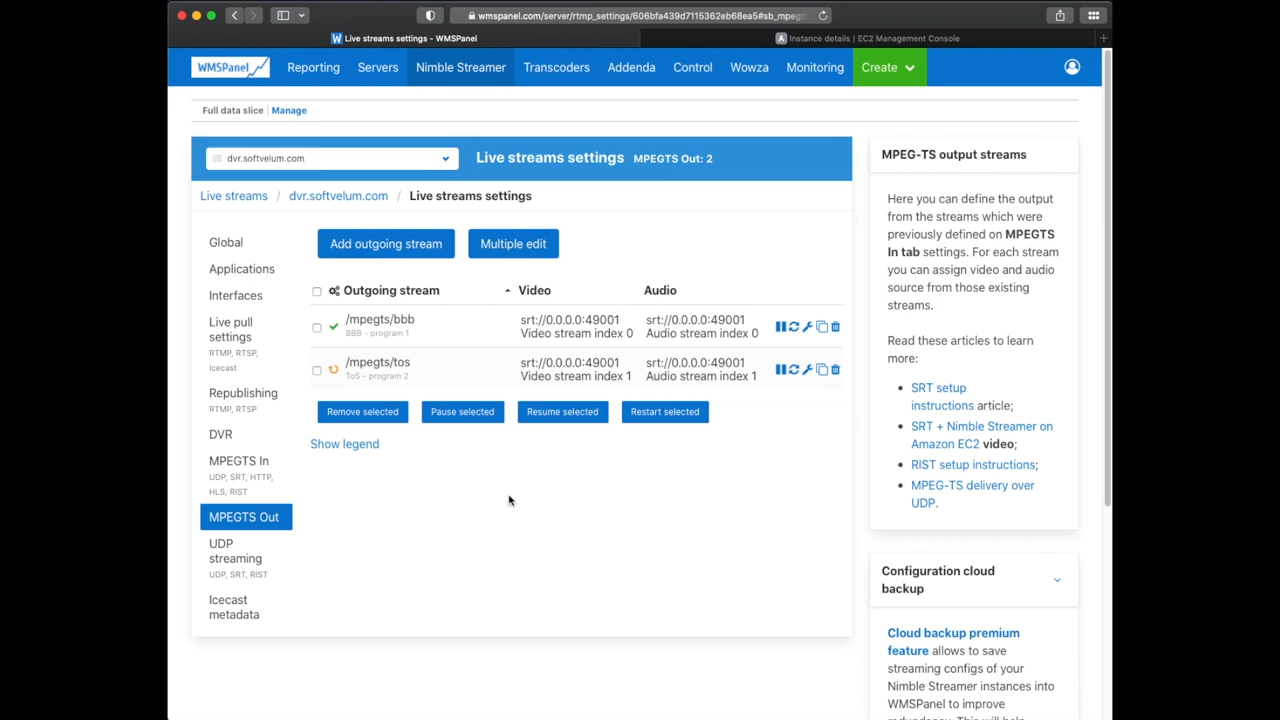 wmspanel.com/server/rtmp_settings/606bfa439d7115362eb68ea5#sb_mpegt
Live streams settings - WMSPanel
Instance details | EC2 Management Console
WMSPanel
Reporting
Servers
Nimble Streamer
Transcoders
Addenda
Control
Wowza
Monitoring
Create
Full data slice | Manage
dvr.softvelum.com
Live streams settings MPEGTS Out: 2
Live streams / dvr.softvelum.com / Live streams settings
Global
Applications
Interfaces
Live pull
settings
RTMP, RTSP,
Icecast
Republishing
RTMP, RTSP
DVR
MPEGTS In
UDP, SRT, HTTP,
HLS, RIST
MPEGTS Out
UDP
streaming
UDP, SRT, RIST
Icecast
metadata
Add outgoing stream
Multiple edit
Outgoing stream
Video
Audio
/mpegts/bbb
BBB - program 1
srt://0.0.0.0:49001
Video stream index 0
srt://0.0.0.0:49001
Audio stream index 0
/mpegts/tos
ToS - program 2
srt://0.0.0.0:49001
Video stream index 1
srt://0.0.0.0:49001
Audio stream index 1
Remove selected
Pause selected
Resume selected
Restart selected
Show legend
MPEG-TS output streams
Here you can define the output
from the streams which were
previously defined on MPEGTS
In tab settings. For each stream
you can assign video and audio
source from those existing
streams.
Read these articles to learn
more:
SRT setup
instructions article;
SRT + Nimble Streamer on
Amazon EC2 video;
RIST setup instructions;
MPEG-TS delivery over
UDP.
Configuration cloud
backup
Cloud backup premium
feature allows to save
streaming configs of your
Nimble Streamer instances into
WMSPanel to improve
redundancy. This will help